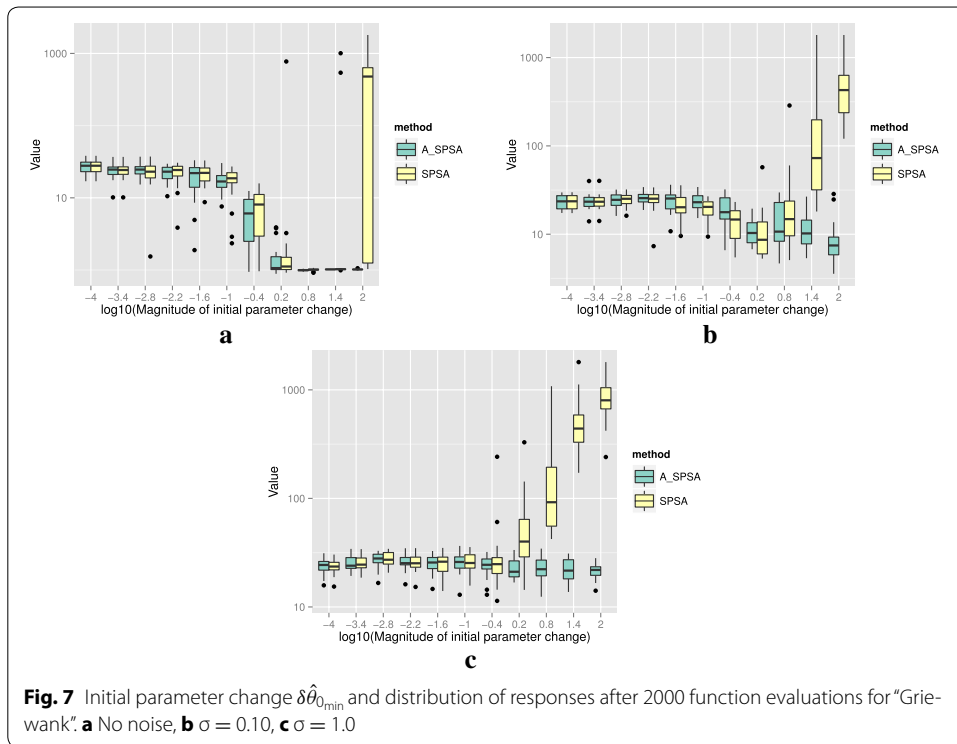 1000
10
Value
−4 −3.4 −2.8 −2.2 −1.6 −1 −0.4 0.2 0.8 1.4 2
log10(Magnitude of initial parameter change)
method
A_SPSA
SPSA
a
1000
100
10
Value
−4 −3.4 −2.8 −2.2 −1.6 −1 −0.4 0.2 0.8 1.4 2
log10(Magnitude of initial parameter change)
method
A_SPSA
SPSA
b
1000
100
10
Value
−4 −3.4 −2.8 −2.2 −1.6 −1 −0.4 0.2 0.8 1.4 2
log10(Magnitude of initial parameter change)
method
A_SPSA
SPSA
c
Fig. 7 Initial parameter change δθ̂₀ₘᵢₙ and distribution of responses after 2000 function evaluations for “Grie-
wank”. a No noise, b σ = 0.10, c σ = 1.0